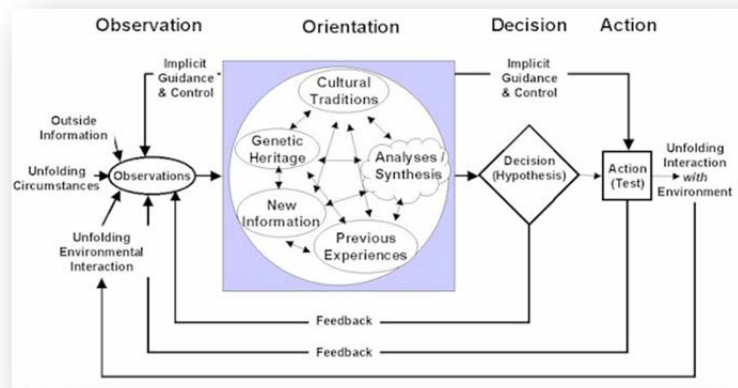 Observation
Orientation
Decision
Action
Implicit
Guidance
& Control
Cultural
Traditions
Implicit
Guidance
& Control
Outside
Information
Genetic
Heritage
Analyses /
Synthesis
Unfolding
Circumstances
Observations
Decision
(Hypothesis)
Action
(Test)
Unfolding
Interaction
with
Environment
New
Information
Previous
Experiences
Unfolding
Environmental
Interaction
Feedback
Feedback